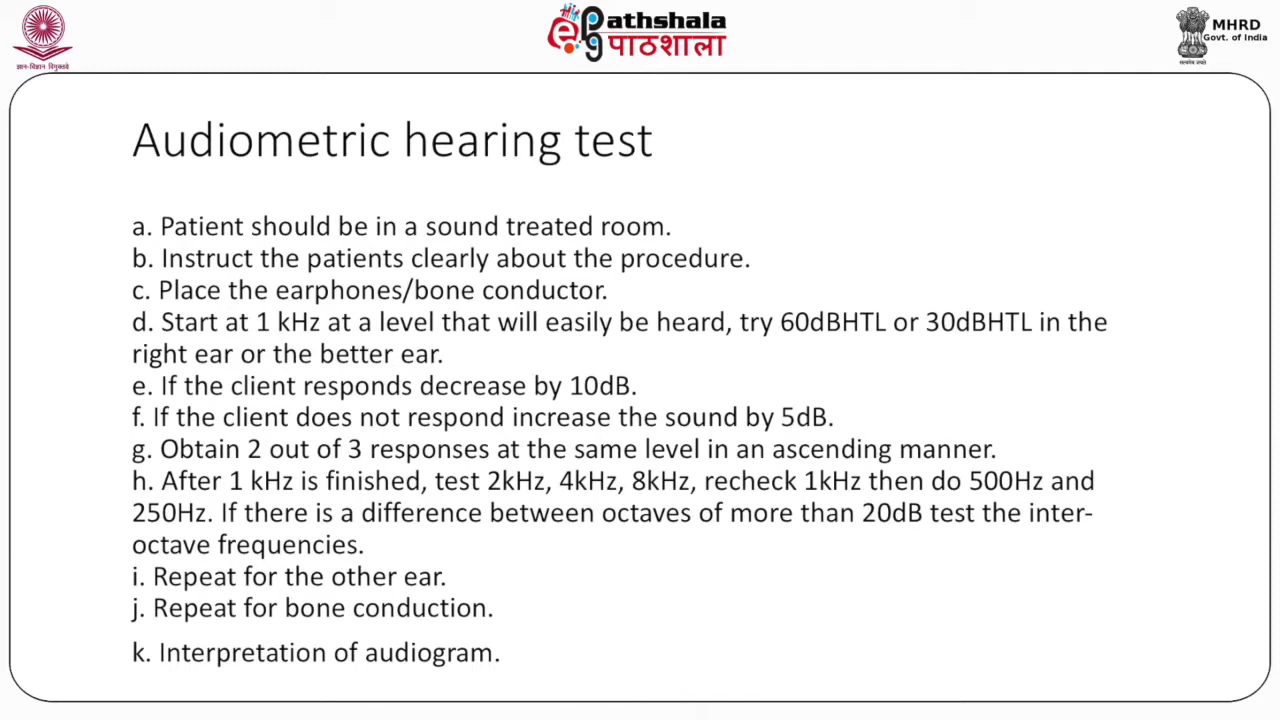 ज्ञान-विज्ञान विमुक्तये
ePathshala
पाठशाला
MHRD
Govt. of India
सत्यमेव जयते
Audiometric hearing test
a. Patient should be in a sound treated room.
b. Instruct the patients clearly about the procedure.
c. Place the earphones/bone conductor.
d. Start at 1 kHz at a level that will easily be heard, try 60dBHTL or 30dBHTL in the
right ear or the better ear.
e. If the client responds decrease by 10dB.
f. If the client does not respond increase the sound by 5dB.
g. Obtain 2 out of 3 responses at the same level in an ascending manner.
h. After 1 kHz is finished, test 2kHz, 4kHz, 8kHz, recheck 1kHz then do 500Hz and
250Hz. If there is a difference between octaves of more than 20dB test the inter-
octave frequencies.
i. Repeat for the other ear.
j. Repeat for bone conduction.
k. Interpretation of audiogram.